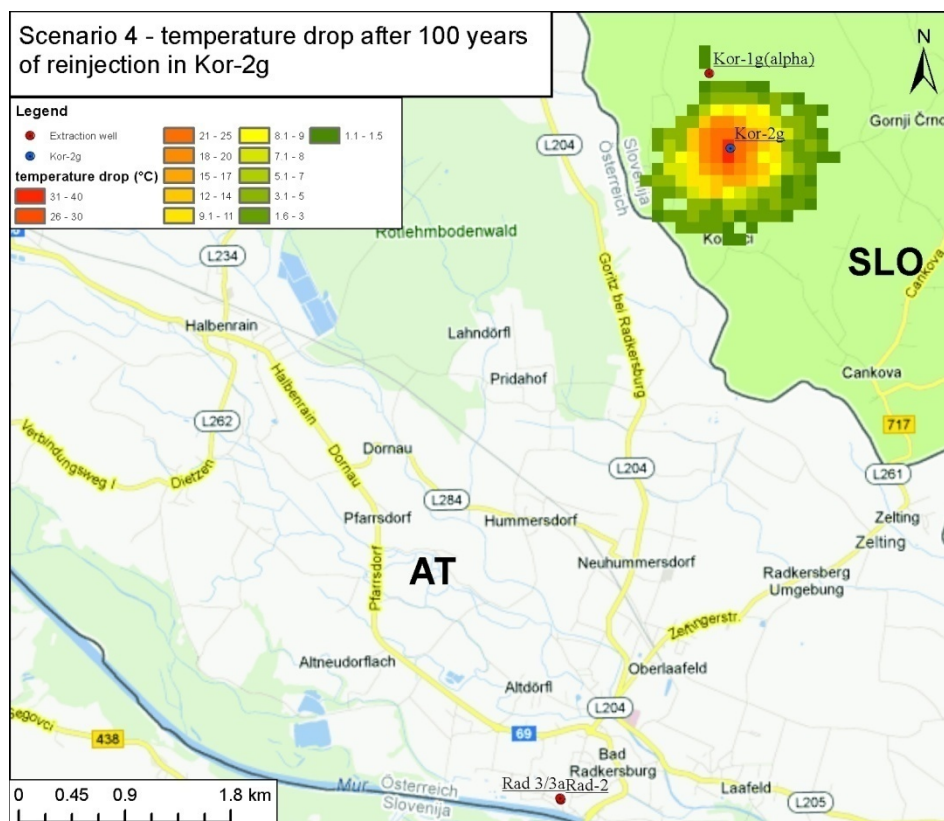 Scenario 4 - temperature drop after 100 years
of reinjection in Kor-2g
Legend
Extraction well
Kor-2g
temperature drop (°C)
31 - 40
26 - 30
21 - 25
18 - 20
15 - 17
12 - 14
9.1 - 11
8.1 - 9
7.1 - 8
5.1 - 7
3.1 - 5
1.6 - 3
1.1 - 1.5
N
Kor-1g(alpha)
Kor-2g
Gornji Črnc
L204
Österreich
Slovenija
Rotlehmbodenwald
SLO
L234
Goritz bei Radkersburg
Cankova
Halbenrain
Lahndörfl
Pridahof
Cankova
Halbenrain
L262
717
Verbindungsweg I
Dietzen
Dornau
Dornau
L204
L261
L284
Pfarrsdorf
Hummersdorf
Zelting
Zelting
Pfarrsdorf
AT
Neuhummersdorf
Radkersberg
Umgebung
Zeltingerstr.
Altneudorflach
Oberlaafeld
Altdörfl
L204
Segovci
438
69
Bad
Radkersburg
Mur
Österreich
Slovenija
Rad 3/3a
Rad-2
Laafeld
L205
0 0.45 0.9 1.8 km